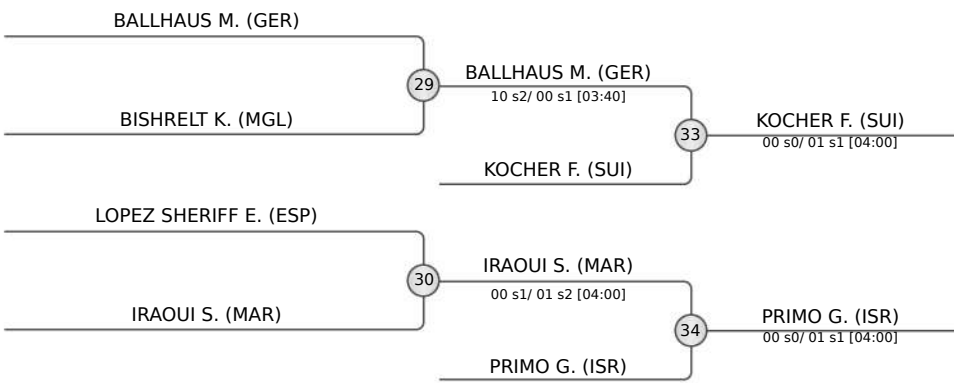 BALLHAUS M. (GER)
29
BALLHAUS M. (GER)
10 s2/ 00 s1 [03:40]
BISHRELT K. (MGL)
33
KOCHER F. (SUI)
00 s0/ 01 s1 [04:00]
KOCHER F. (SUI)
LOPEZ SHERIFF E. (ESP)
30
IRAOUI S. (MAR)
00 s1/ 01 s2 [04:00]
IRAOUI S. (MAR)
34
PRIMO G. (ISR)
00 s0/ 01 s1 [04:00]
PRIMO G. (ISR)